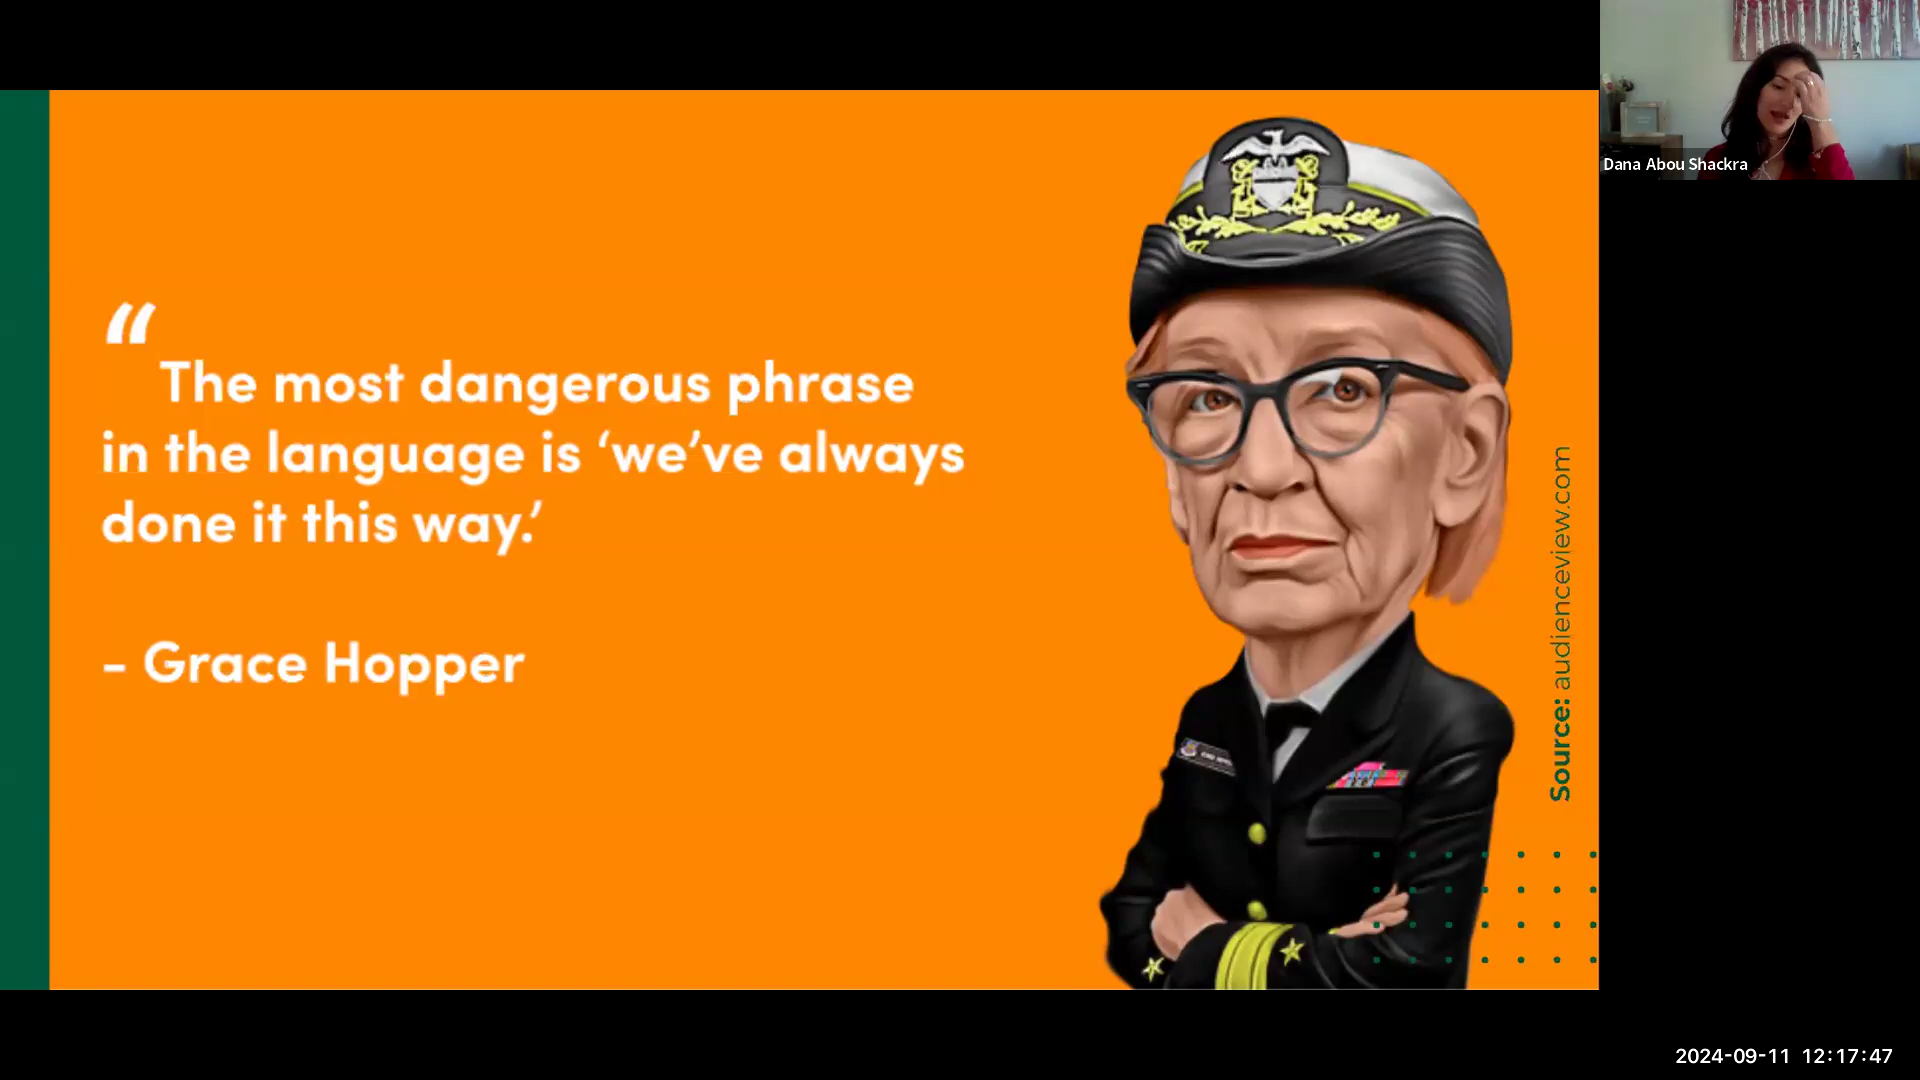 “
The most dangerous phrase
in the language is ‘we’ve always
done it this way.’
- Grace Hopper
Source: audienceview.com
Dana Abou Shackra
2024-09-11 12:17:47